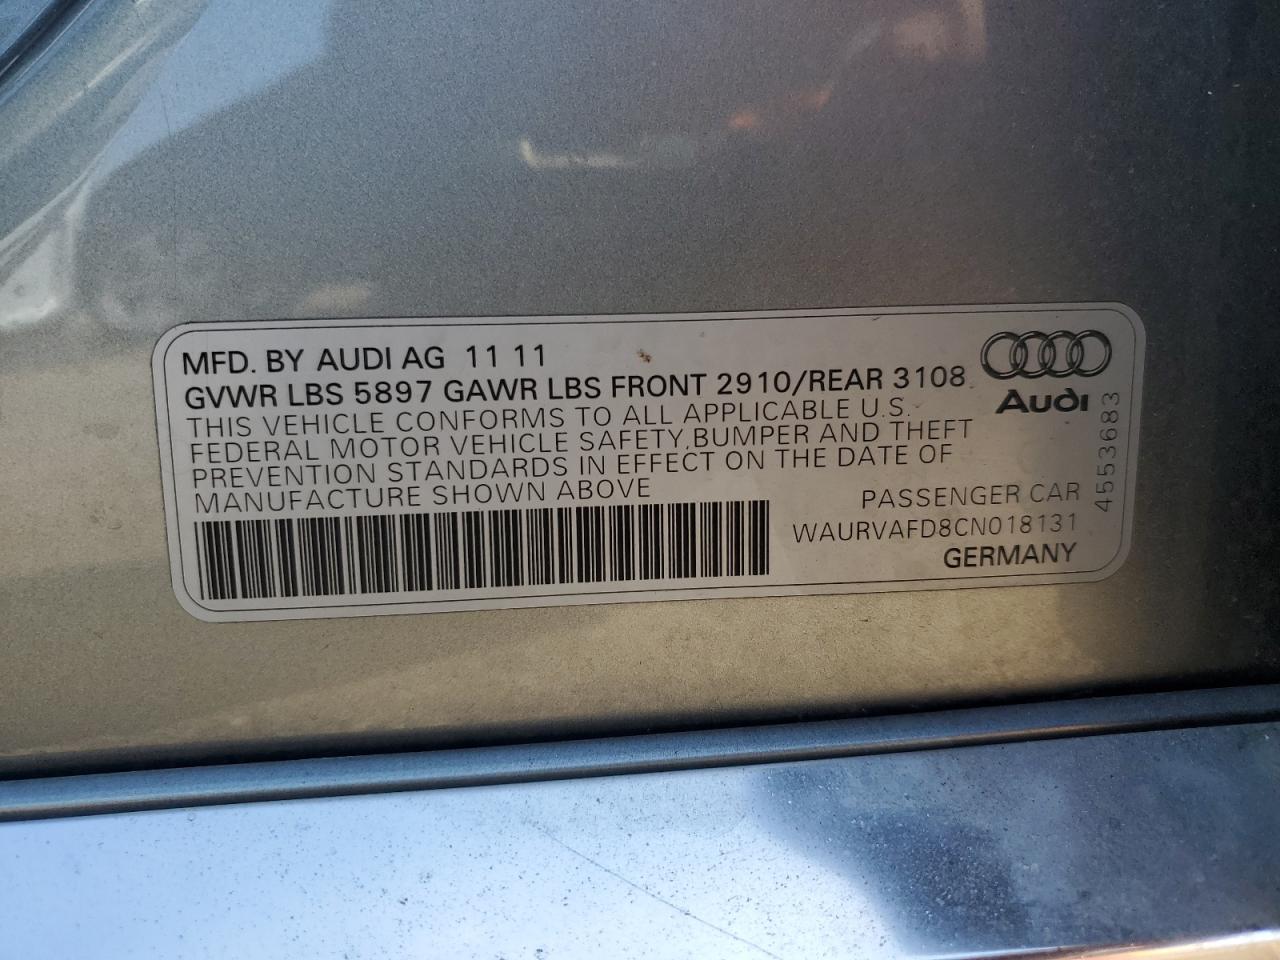 MFD. BY AUDI AG 11 11
GVWR LBS 5897 GAWR LBS FRONT 2910/REAR 3108
THIS VEHICLE CONFORMS TO ALL APPLICABLE U.S.
FEDERAL MOTOR VEHICLE SAFETY,BUMPER AND THEFT
PREVENTION STANDARDS IN EFFECT ON THE DATE OF
MANUFACTURE SHOWN ABOVE
Audi
4553683
PASSENGER CAR
WAURVAFD8CN018131
GERMANY